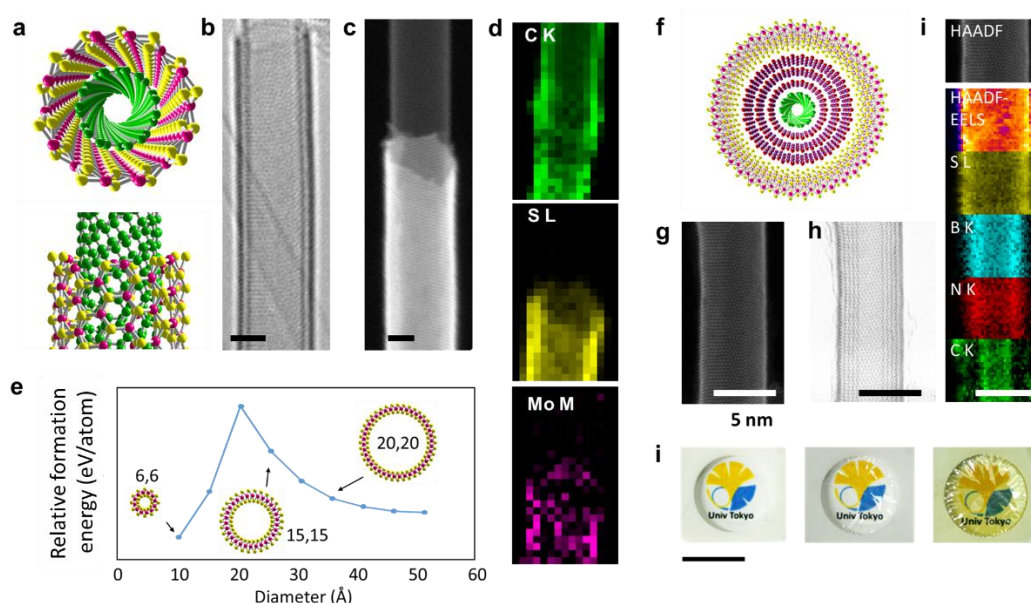 a
b
c
d
C K
S L
Mo M
e
Relative formation
energy (eV/atom)
6,6
15,15
20,20
0 10 20 30 40 50 60
Diameter (Å)
f
g
h
5 nm
i
HAADF
HAADF-
EELS
S L
B K
N K
C K
i
Univ Tokyo
Univ Tokyo
Univ Tokyo